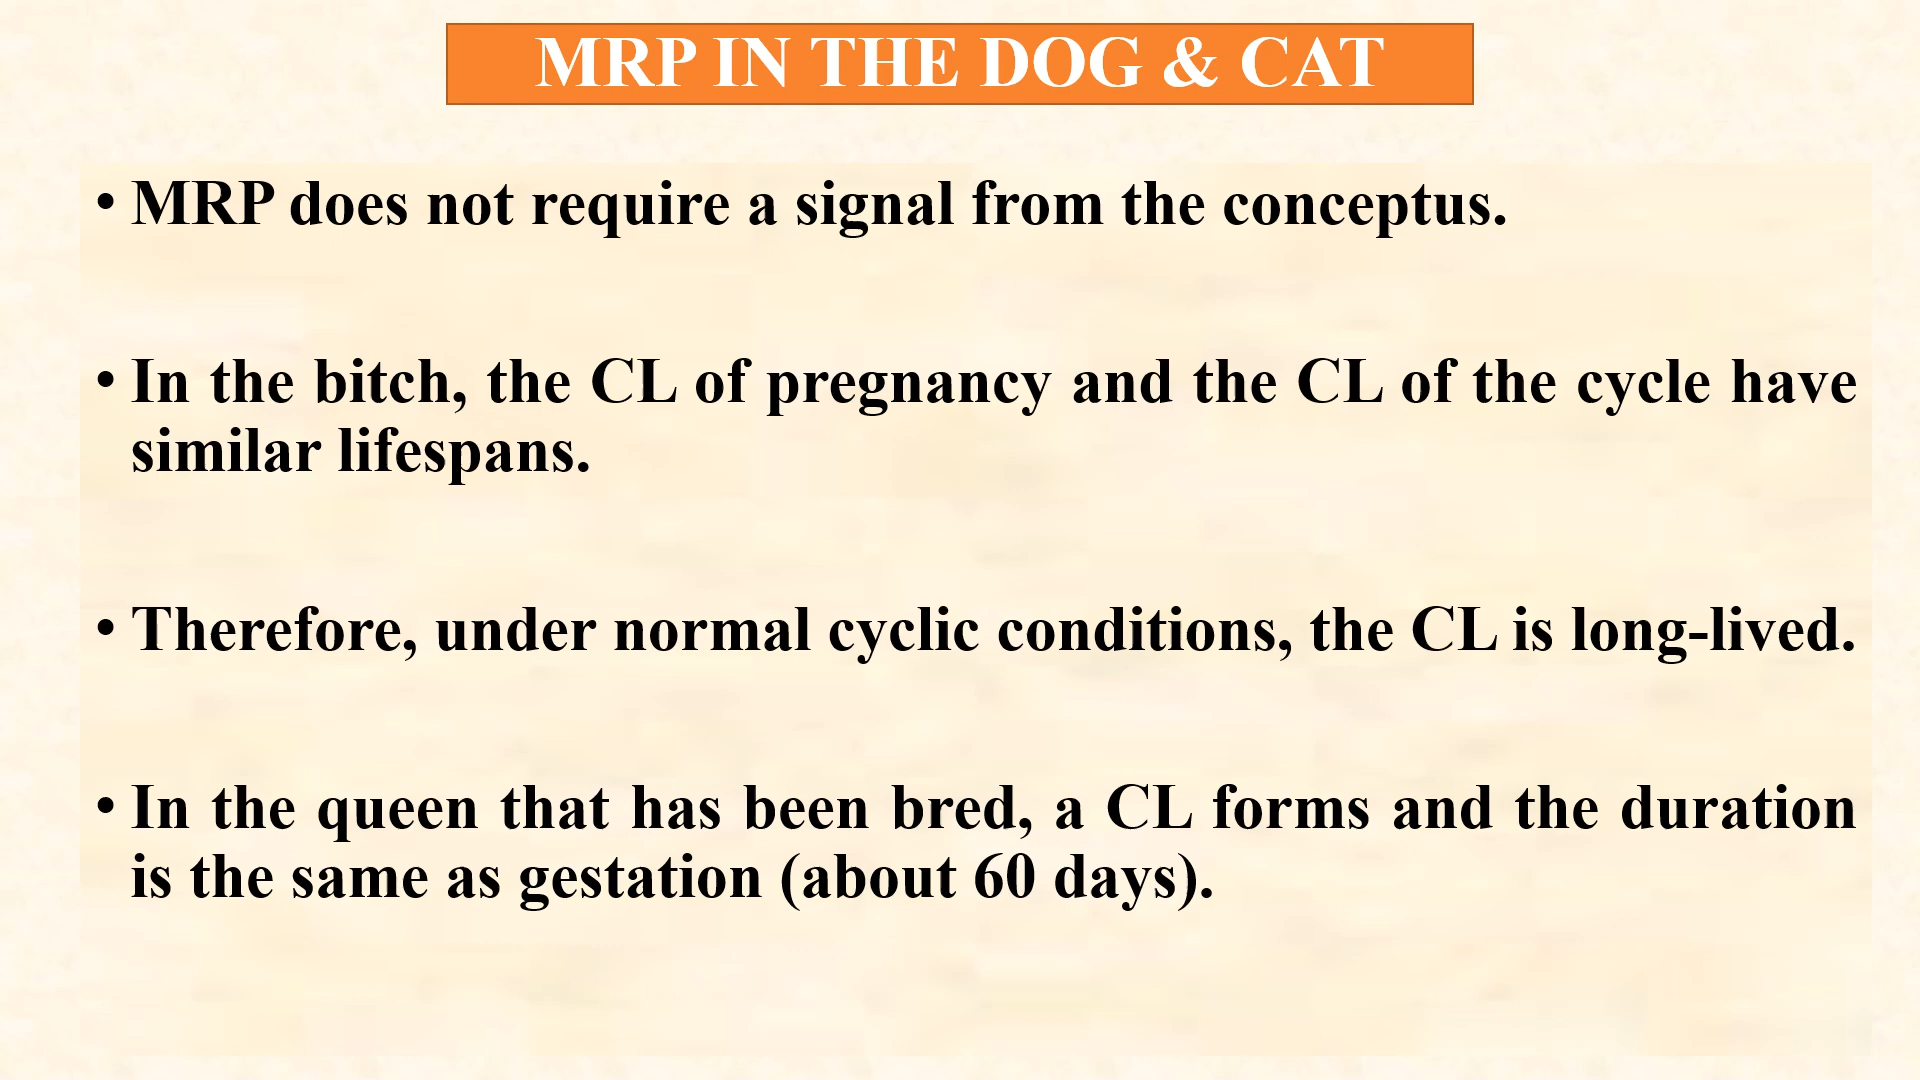 MRP IN THE DOG & CAT
• MRP does not require a signal from the conceptus.
• In the bitch, the CL of pregnancy and the CL of the cycle have
similar lifespans.
• Therefore, under normal cyclic conditions, the CL is long-lived.
• In the queen that has been bred, a CL forms and the duration
is the same as gestation (about 60 days).